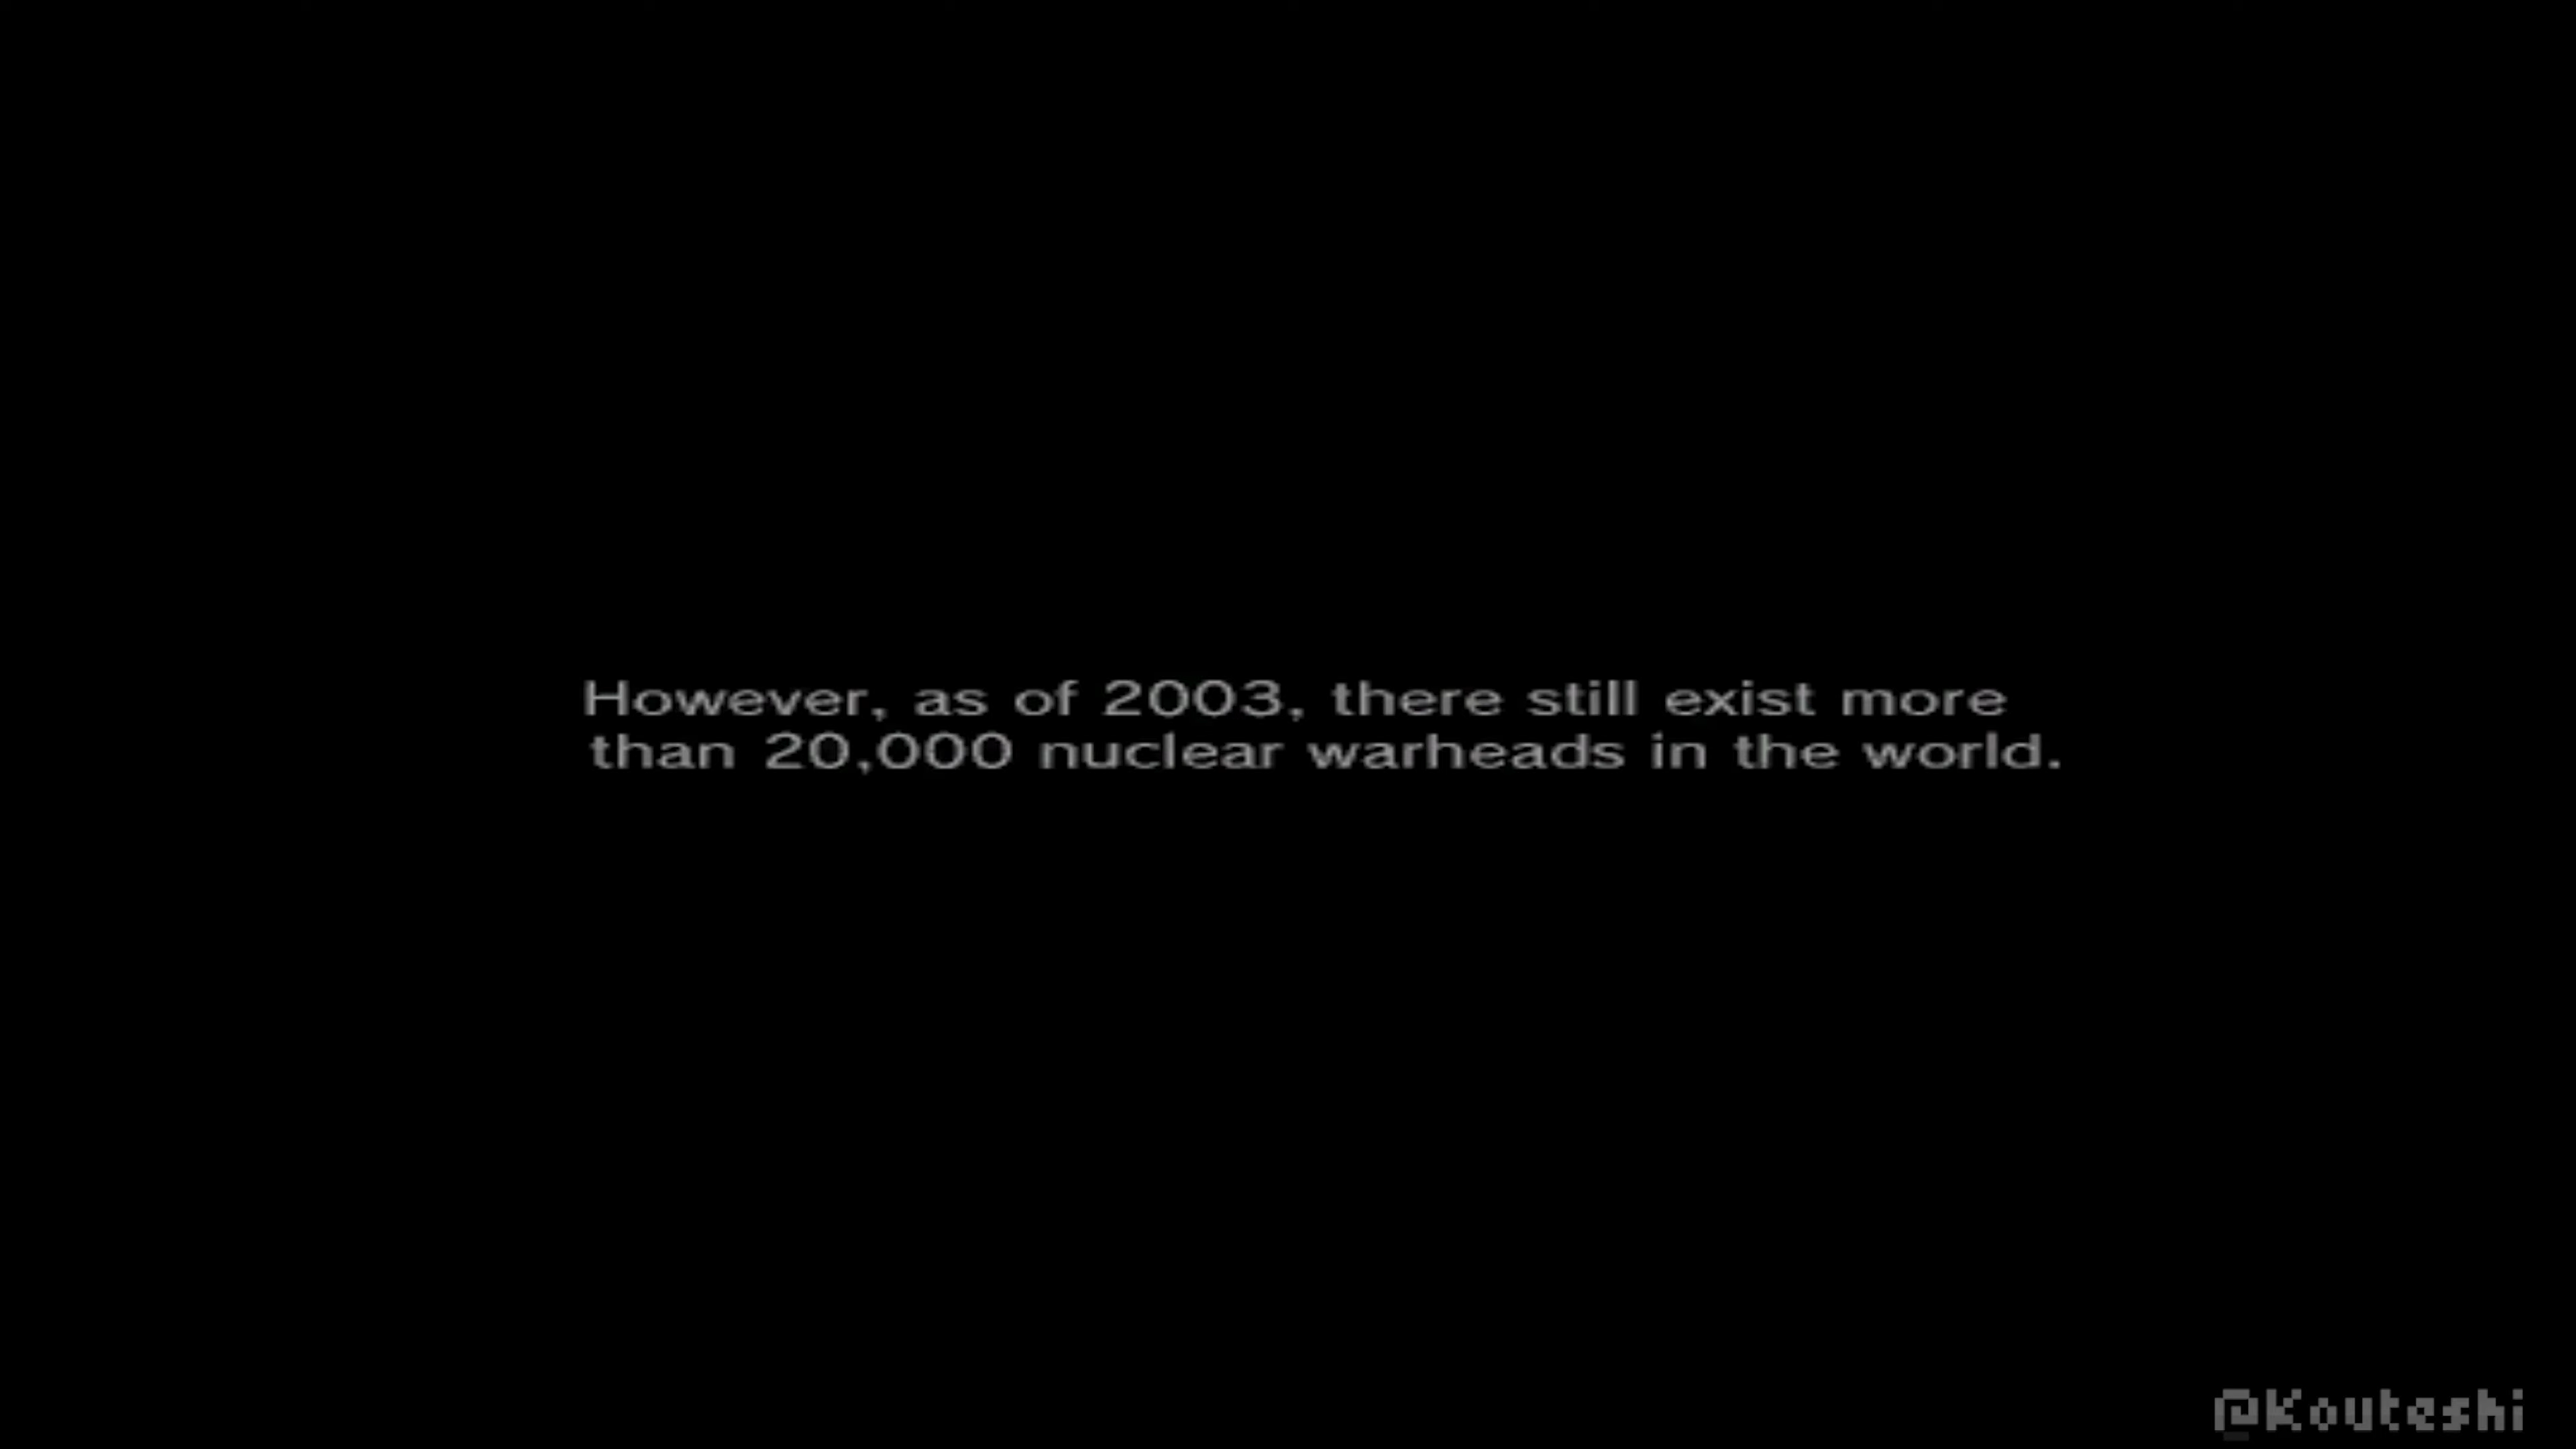 However, as of 2003, there still exist more
than 20,000 nuclear warheads in the world.
@Kouteshi